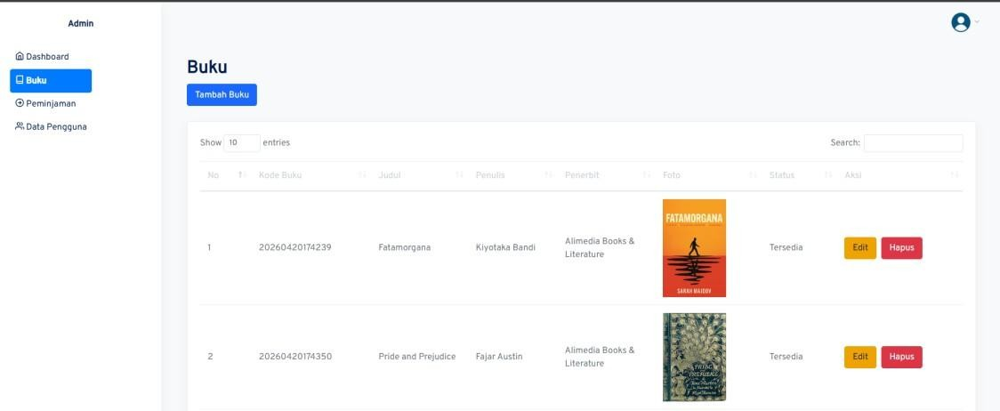 Admin
Dashboard
Buku
Peminjaman
Data Pengguna
Buku
Tambah Buku
Show 10 entries
Search:
No Kode Buku Judul Penulis Penerbit Foto Status Aksi
1 20260420174239 Fatamorgana Kiyotaka Bandi Alimedia Books &
Literature Tersedia Edit Hapus
FATAMORGANA
SARAH MAIDOV
2 20260420174350 Pride and Prejudice Fajar Austin Alimedia Books &
Literature Tersedia Edit Hapus
PRIDE
and
PREJUDICE